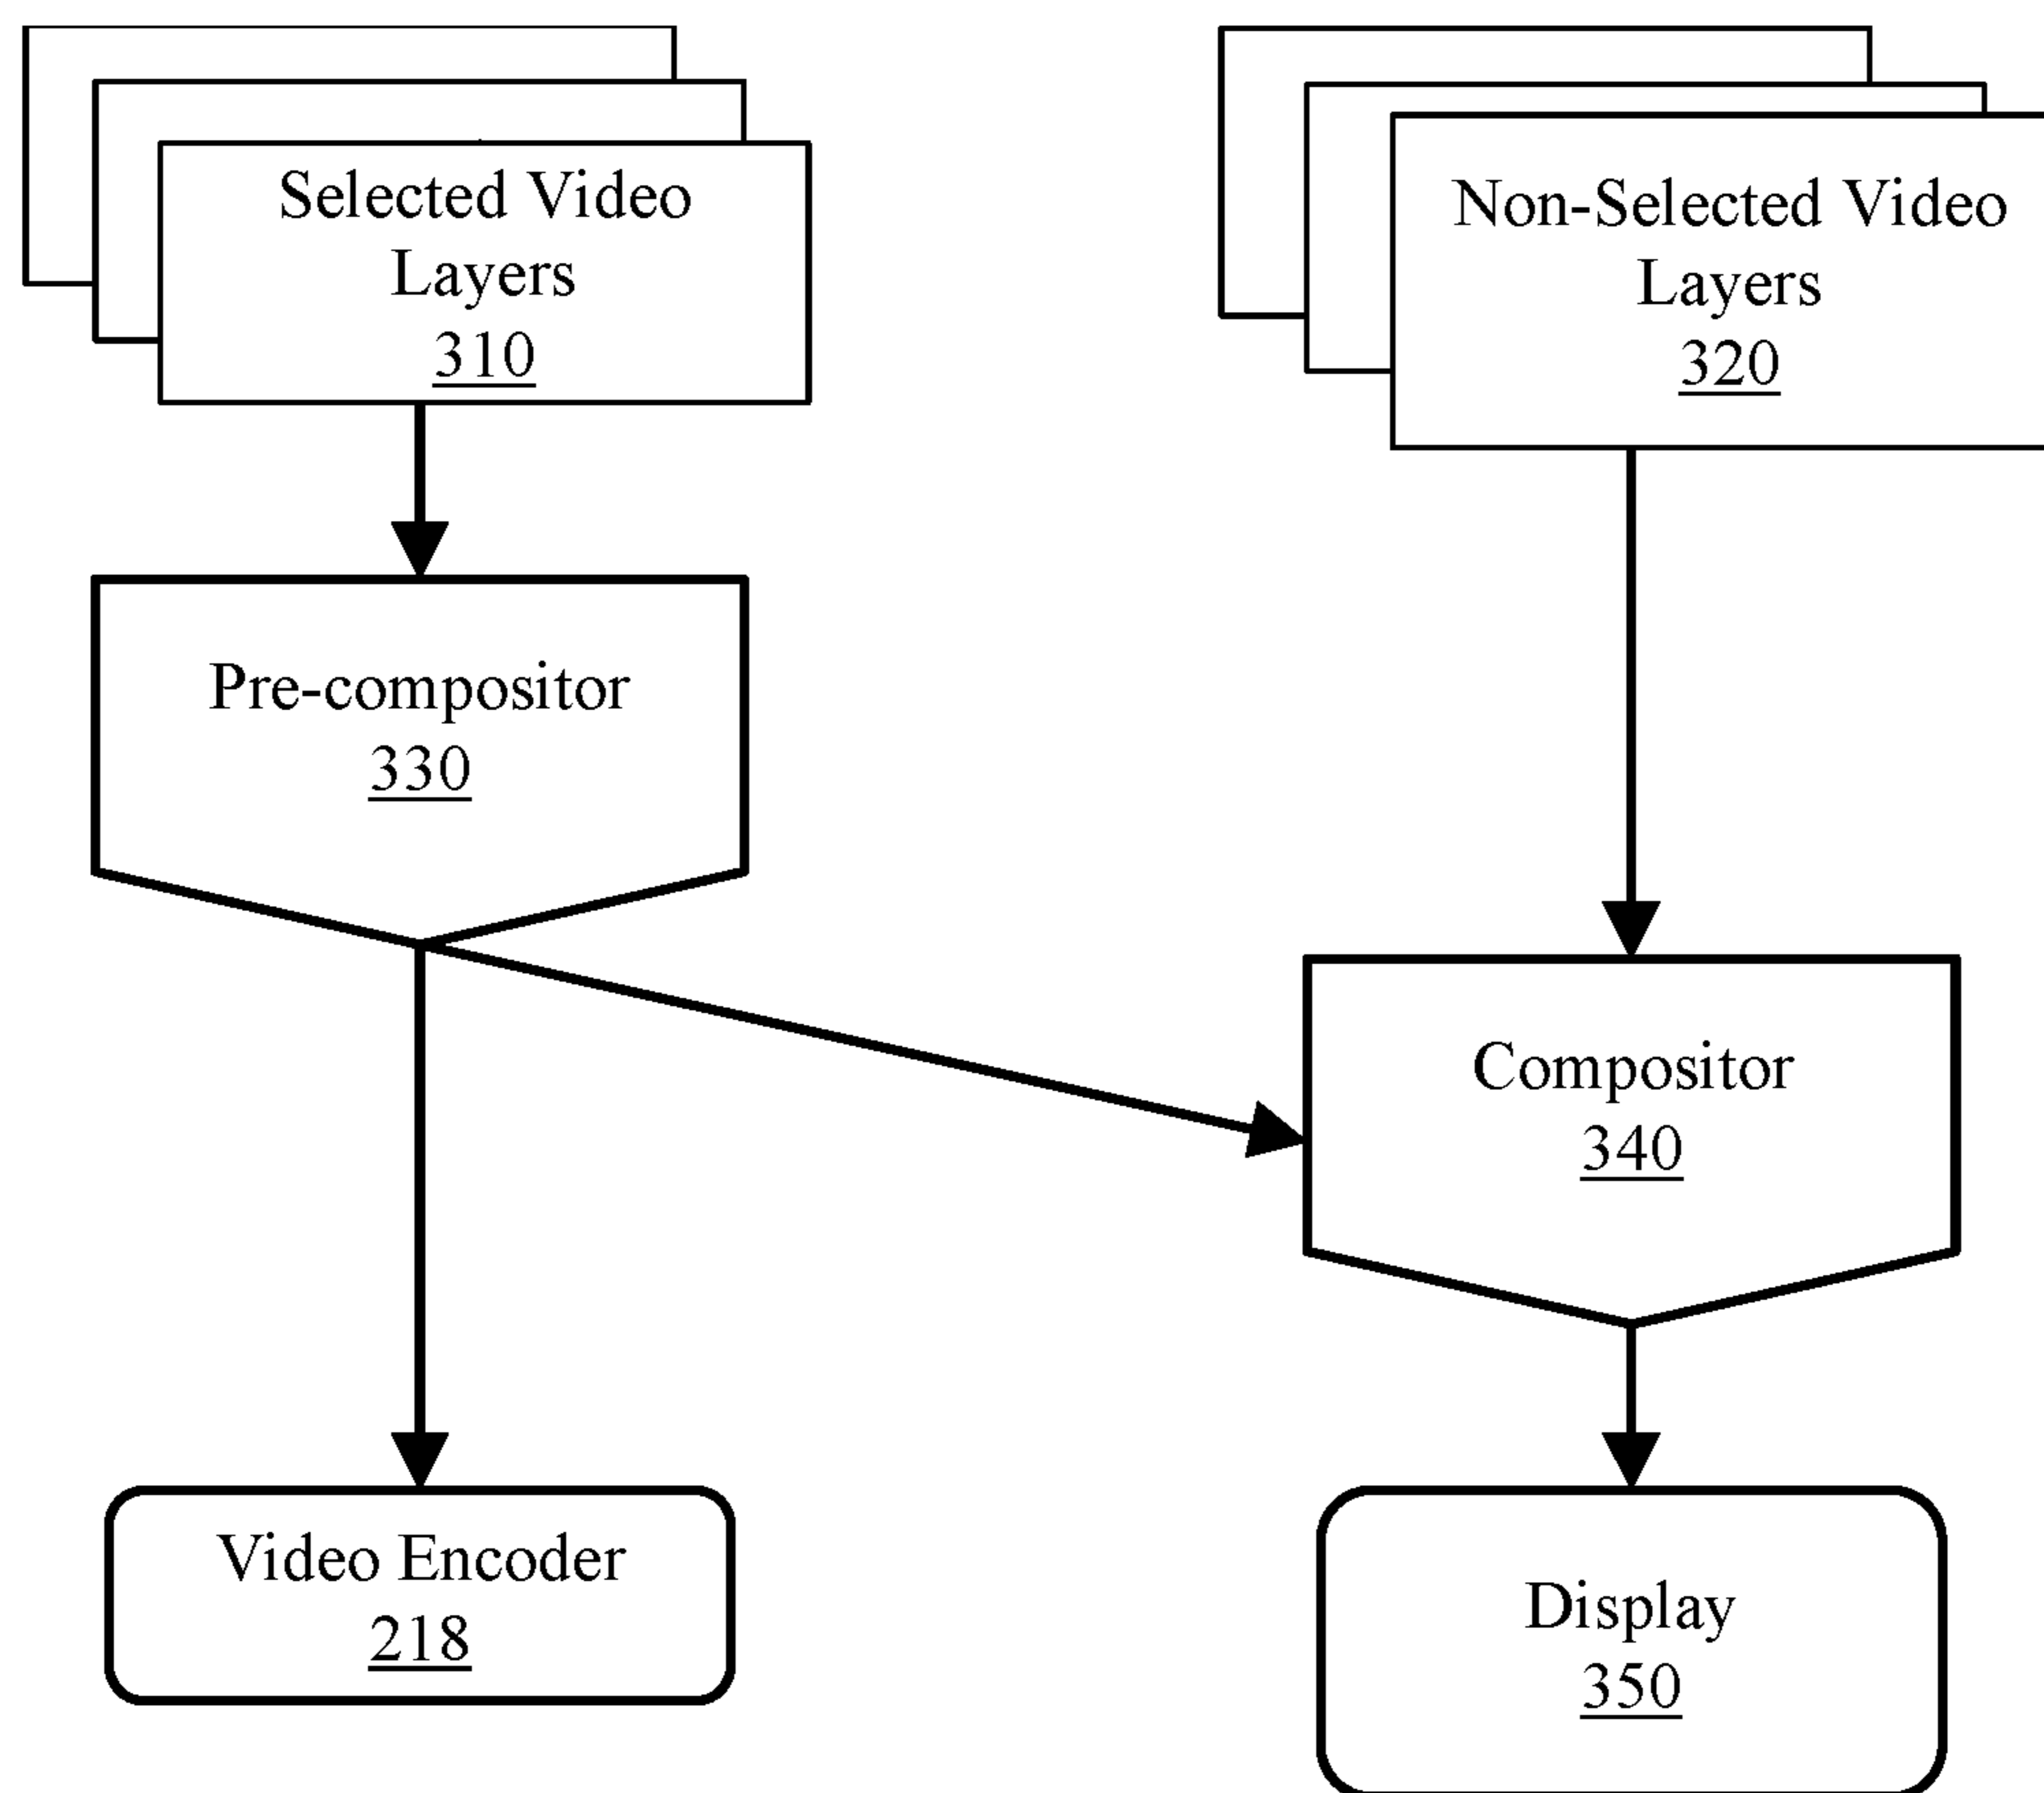 Selected Video
Layers
310
Non-Selected Video
Layers
320
Pre-compositor
330
Compositor
340
Video Encoder
218
Display
350